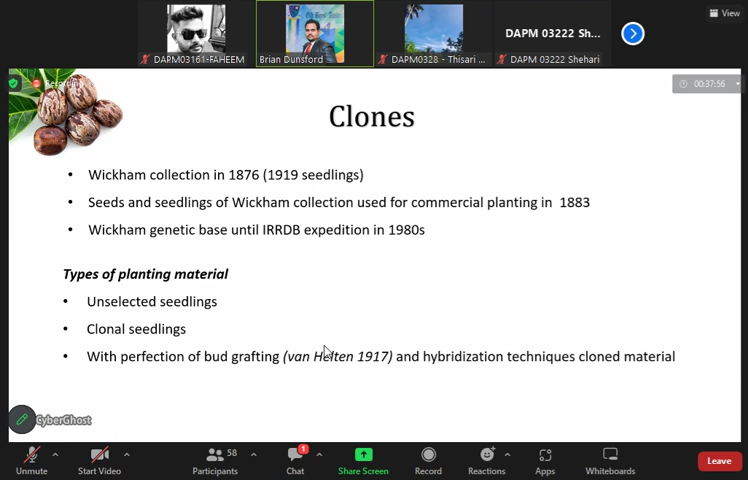 View
DAPM 03222 Sh...
DARM03161-FAHEEM
Brian Dunsford
DAPM0328 - Thisari ...
DAPM 03222 Shehari
Recording
00:37:56
Clones
• Wickham collection in 1876 (1919 seedlings)
• Seeds and seedlings of Wickham collection used for commercial planting in 1883
• Wickham genetic base until IRRDB expedition in 1980s
Types of planting material
• Unselected seedlings
• Clonal seedlings
• With perfection of bud grafting (van Helten 1917) and hybridization techniques cloned material
CyberGhost
58
1
Unmute
Start Video
Participants
Chat
Share Screen
Record
Reactions
Apps
Whiteboards
Leave